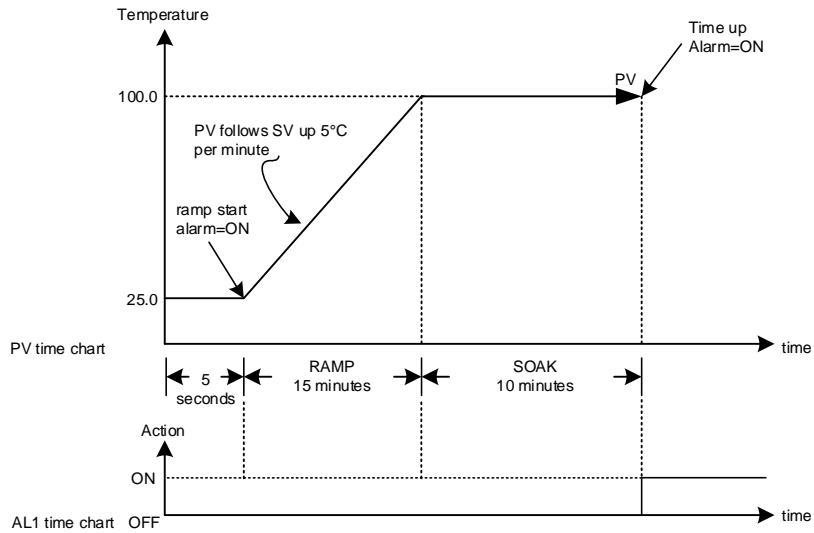 Temperature
Time up
Alarm=ON
PV
100.0
PV follows SV up 5°C
per minute
ramp start
alarm=ON
25.0
PV time chart
time
5
seconds
RAMP
15 minutes
SOAK
10 minutes
Action
ON
AL1 time chart OFF
time